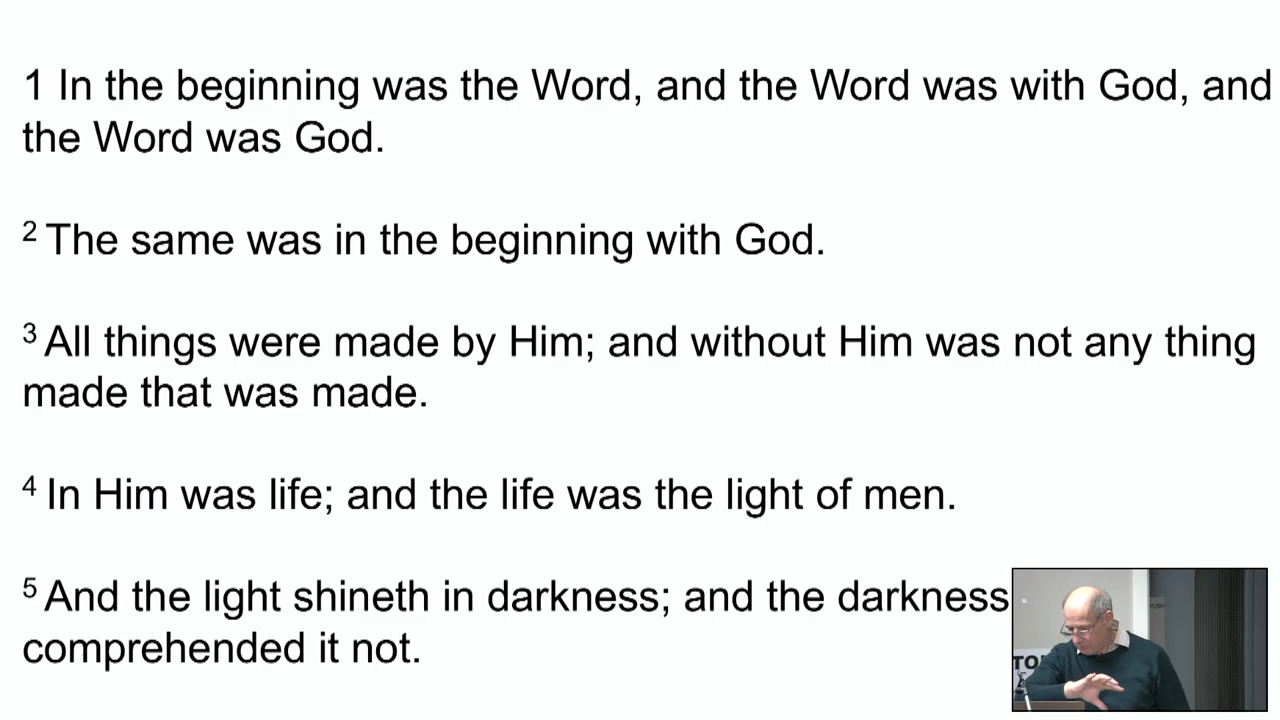 1 In the beginning was the Word, and the Word was with God, and
the Word was God.
2 The same was in the beginning with God.
3 All things were made by Him; and without Him was not any thing
made that was made.
4 In Him was life; and the life was the light of men.
5 And the light shineth in darkness; and the darkness
comprehended it not.
PUSH
TO